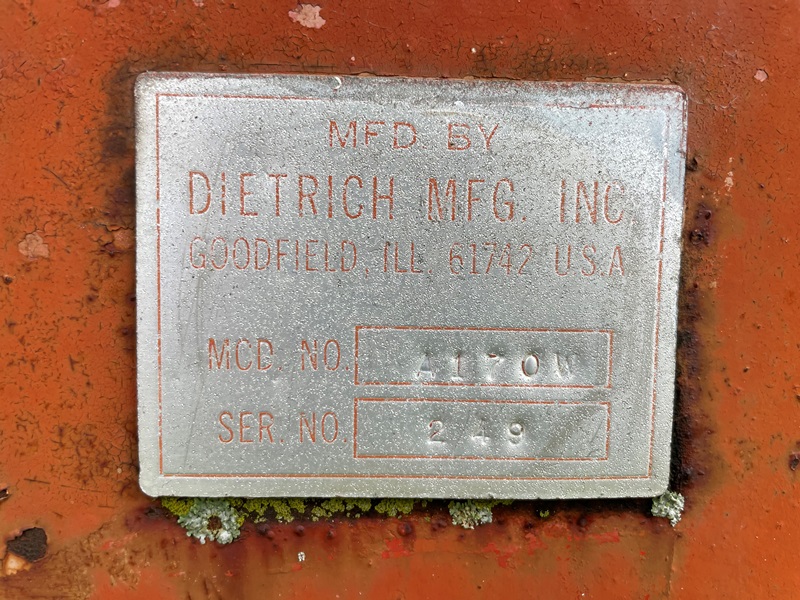 MFD BY
DIETRICH MFG. INC.
GOODFIELD, ILL. 61742 U.S.A.
MOD. NO. A170W
SER. NO. 249